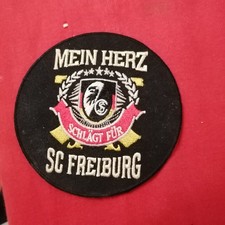 MEIN HERZ
SCHLÄGT FÜR
SC FREIBURG